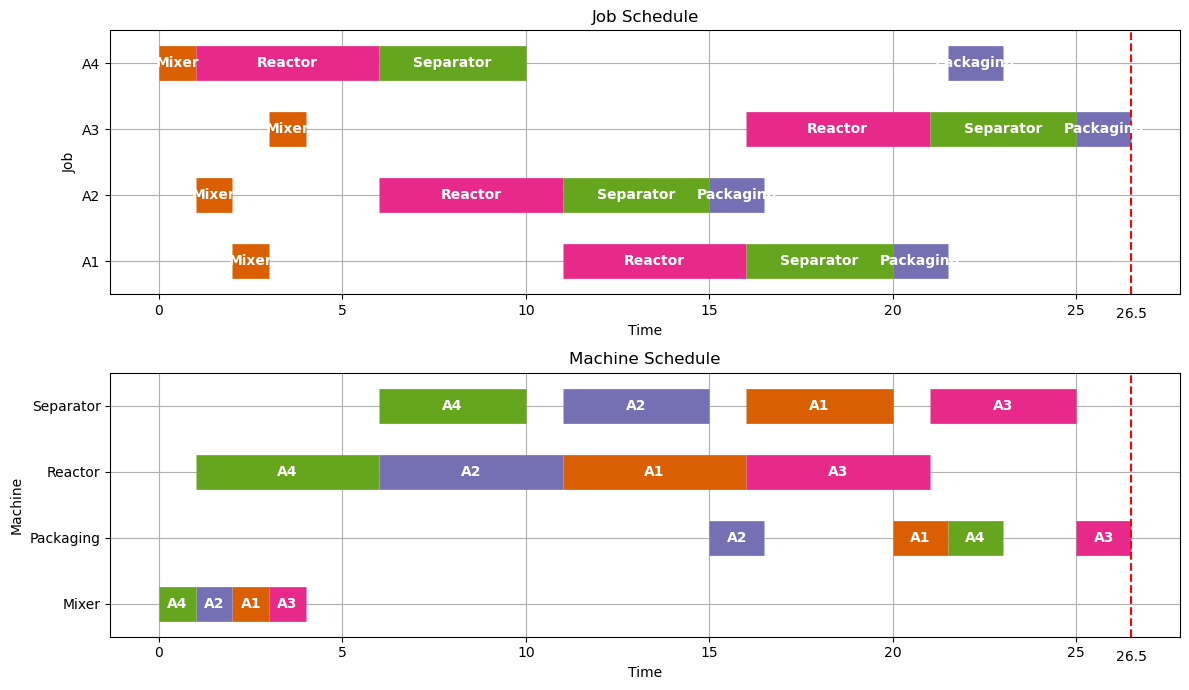 Job Schedule
Job
A4
Mixer Reactor Separator Packaging
A3
Mixer Reactor Separator Packaging
A2
Mixer Reactor Separator Packaging
A1
Mixer Reactor Separator Packaging
0 5 10 15 20 25
26.5
Time
Machine Schedule
Machine
Separator
A4 A2 A1 A3
Reactor
A4 A2 A1 A3
Packaging
A2 A1 A4 A3
Mixer
A4 A2 A1 A3
0 5 10 15 20 25
26.5
Time